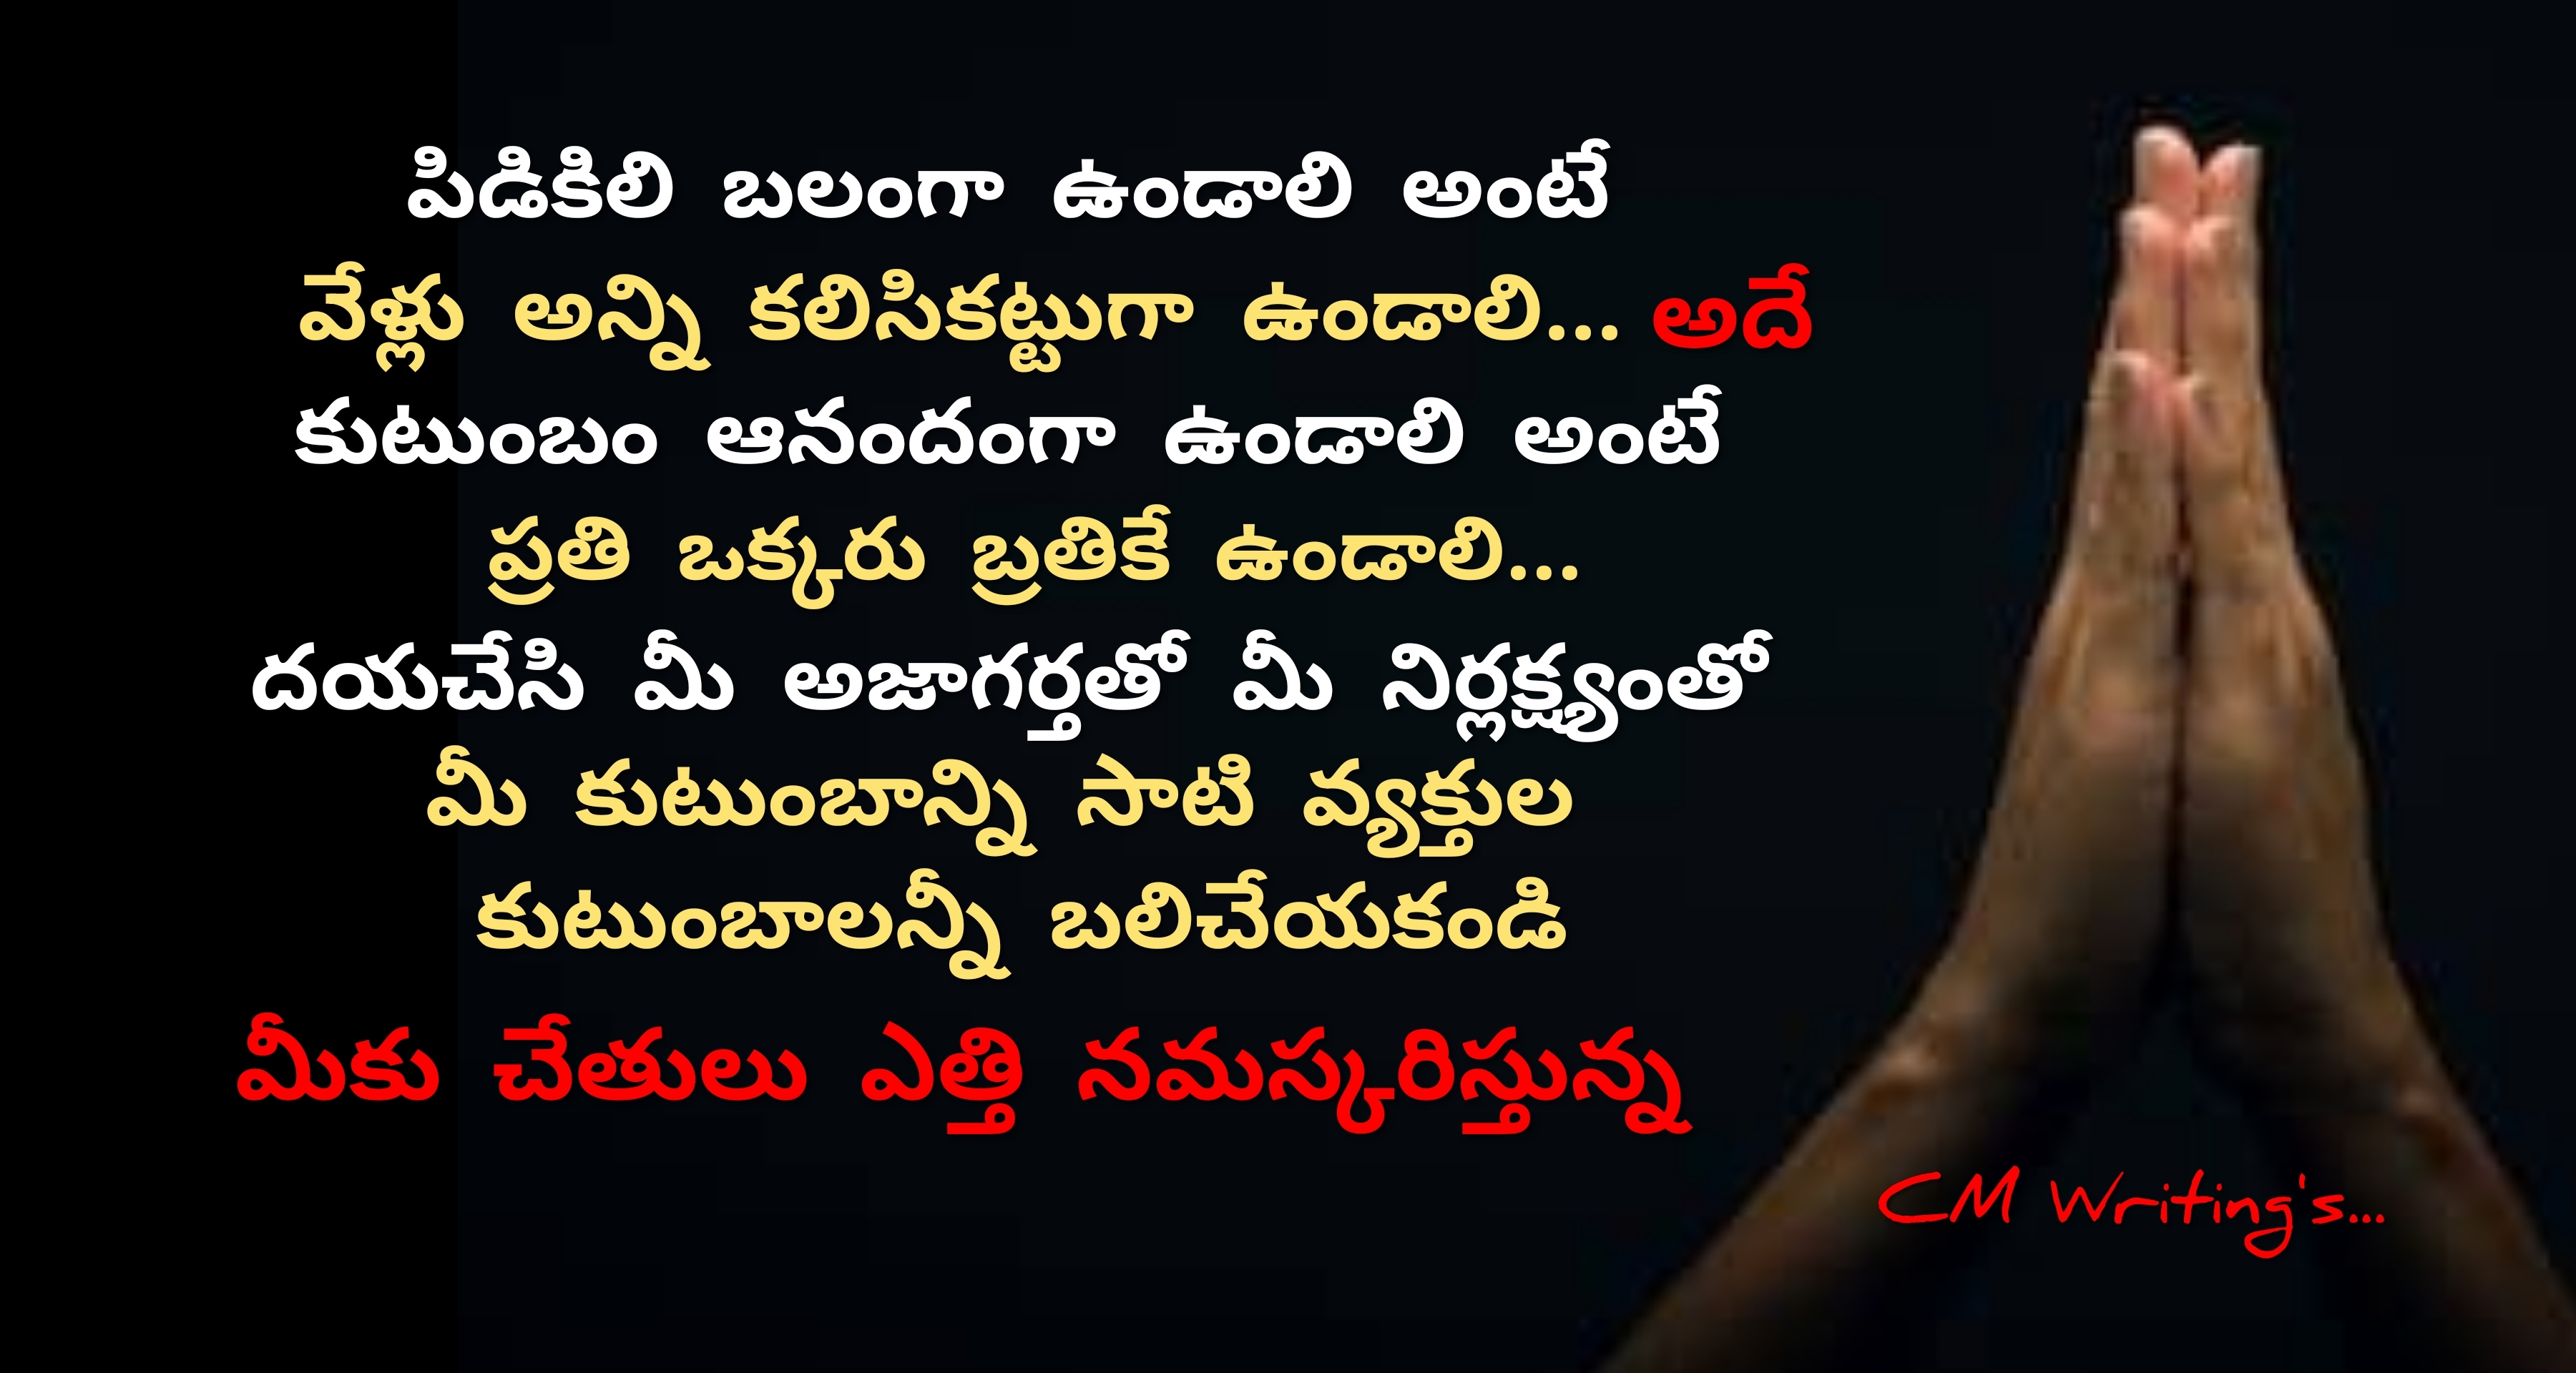 పిడికిలి బలంగా ఉండాలి అంటే
వేళ్లు అన్ని కలిసికట్టుగా ఉండాలి... అదే
కుటుంబం ఆనందంగా ఉండాలి అంటే
ప్రతి ఒక్కరు బ్రతికే ఉండాలి...
దయచేసి మీ అజాగర్తతో మీ నిర్లక్ష్యంతో
మీ కుటుంబాన్ని సాటి వ్యక్తుల
కుటుంబాలన్నీ బలిచేయకండి
మీకు చేతులు ఎత్తి నమస్కరిస్తున్న
CM Writing's...